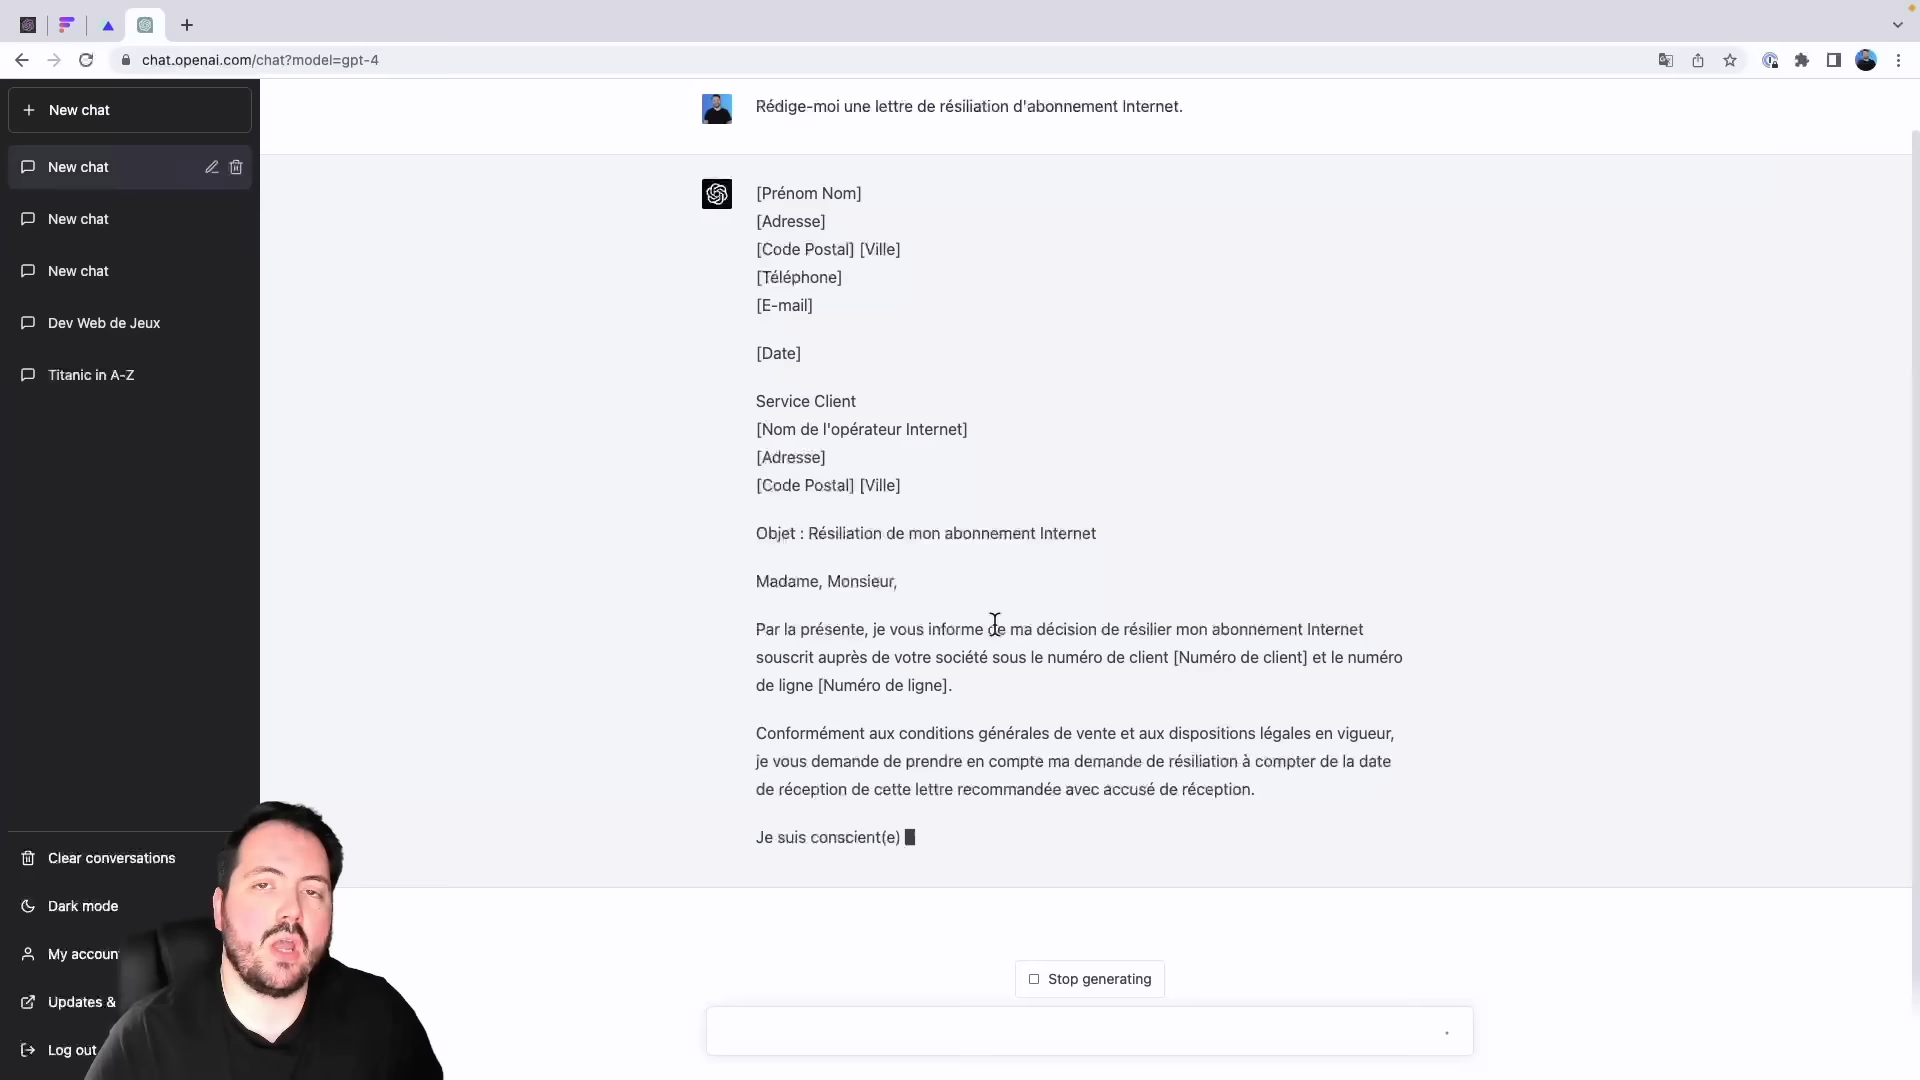 chat.openai.com/chat?model=gpt-4
New chat
New chat
New chat
New chat
Dev Web de Jeux
Titanic in A-Z
Clear conversations
Dark mode
My accoun
Updates &
Log out
Rédige-moi une lettre de résiliation d'abonnement Internet.
[Prénom Nom]
[Adresse]
[Code Postal] [Ville]
[Téléphone]
[E-mail]
[Date]
Service Client
[Nom de l'opérateur Internet]
[Adresse]
[Code Postal] [Ville]
Objet : Résiliation de mon abonnement Internet
Madame, Monsieur,
Par la présente, je vous informe de ma décision de résilier mon abonnement Internet
souscrit auprès de votre société sous le numéro de client [Numéro de client] et le numéro
de ligne [Numéro de ligne].
Conformément aux conditions générales de vente et aux dispositions légales en vigueur,
je vous demande de prendre en compte ma demande de résiliation à compter de la date
de réception de cette lettre recommandée avec accusé de réception.
Je suis conscient(e)
Stop generating